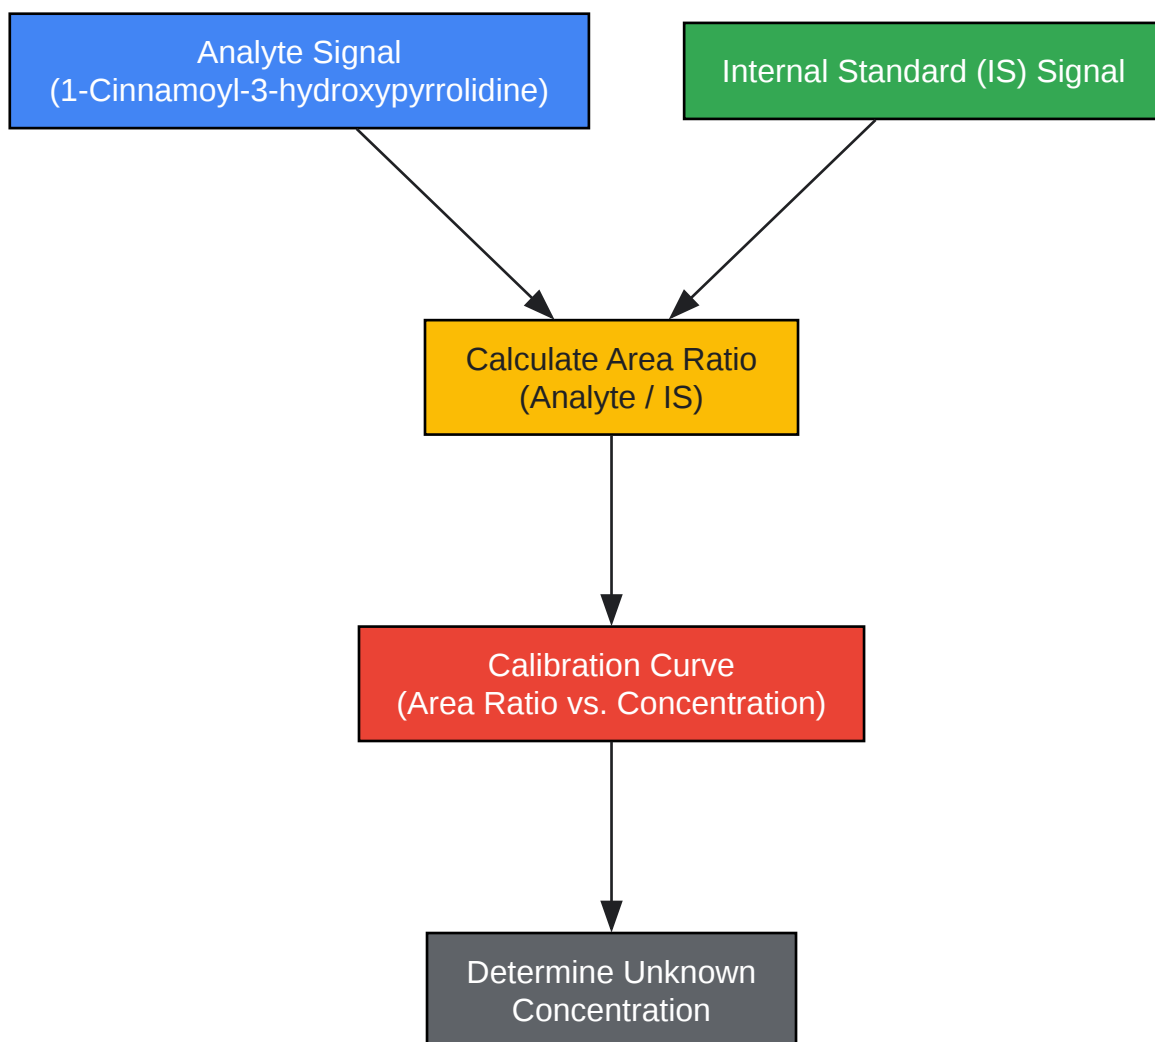 Analyte Signal
(1-Cinnamoyl-3-hydroxypyrrolidine)
Internal Standard (IS) Signal
Calculate Area Ratio
(Analyte / IS)
Calibration Curve
(Area Ratio vs. Concentration)
Determine Unknown
Concentration